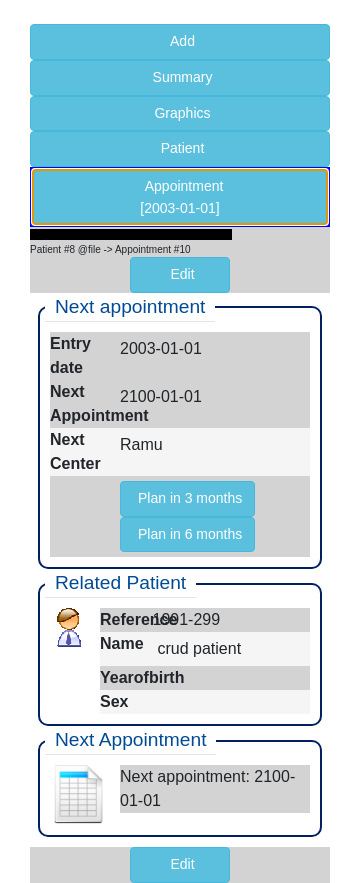 Add
Summary
Graphics
Patient
Appointment
[2003-01-01]
Patient #8 @file -> Appointment #10
Edit
Next appointment
Entry date
2003-01-01
Next Appointment
2100-01-01
Next Center
Ramu
Plan in 3 months
Plan in 6 months
Related Patient
Reference 1991-299
Name crud patient
Yearofbirth
Sex
Next Appointment
Next appointment: 2100-
01-01
Edit